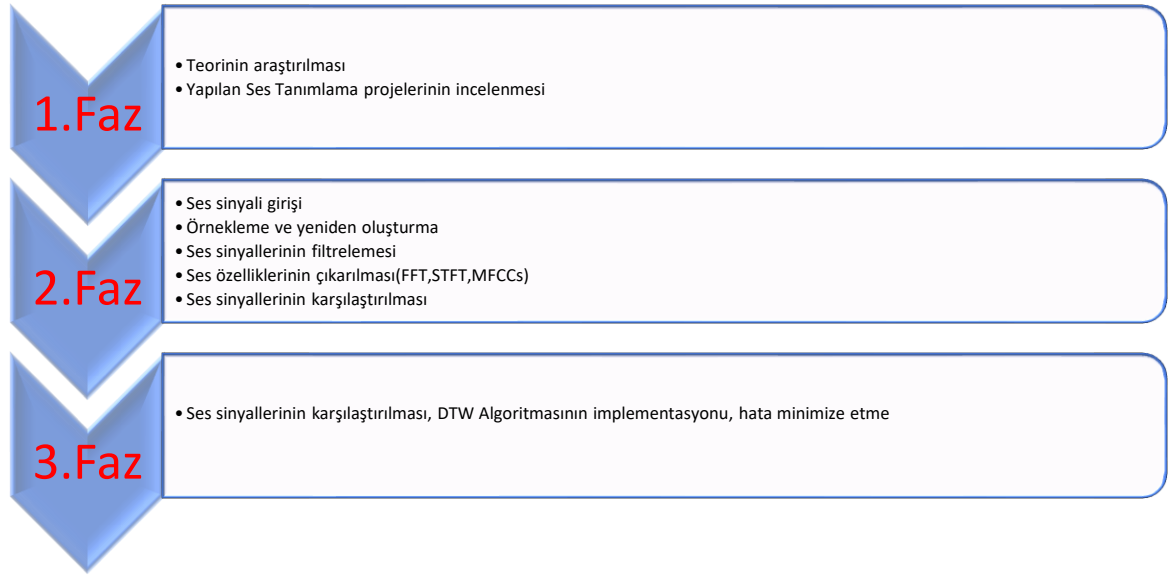 1.Faz
• Teorinin araştırılması
• Yapılan Ses Tanımlama projelerinin incelenmesi
2.Faz
• Ses sinyali girişi
• Örnekleme ve yeniden oluşturma
• Ses sinyallerinin filtrelemesi
• Ses özelliklerinin çıkarılması(FFT,STFT,MFCCs)
• Ses sinyallerinin karşılaştırılması
3.Faz
• Ses sinyallerinin karşılaştırılması, DTW Algoritmasının implementasyonu, hata minimize etme